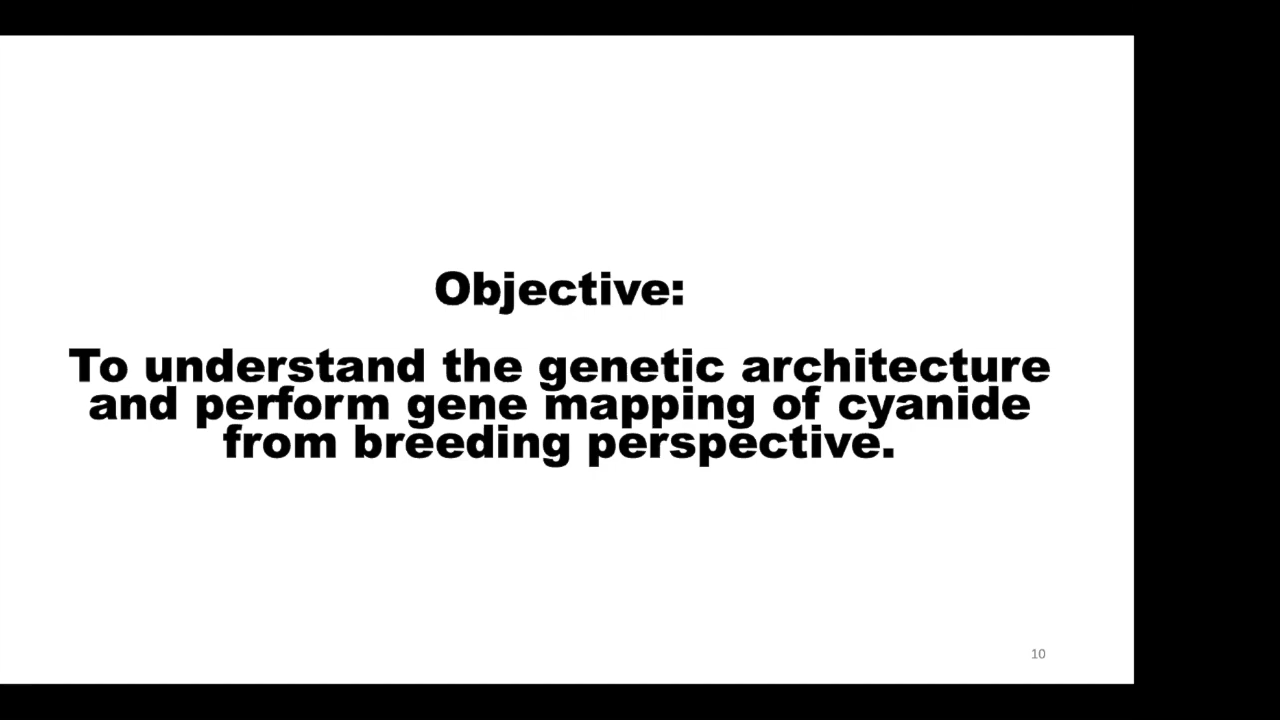 Objective:
To understand the genetic architecture
and perform gene mapping of cyanide
from breeding perspective.
10